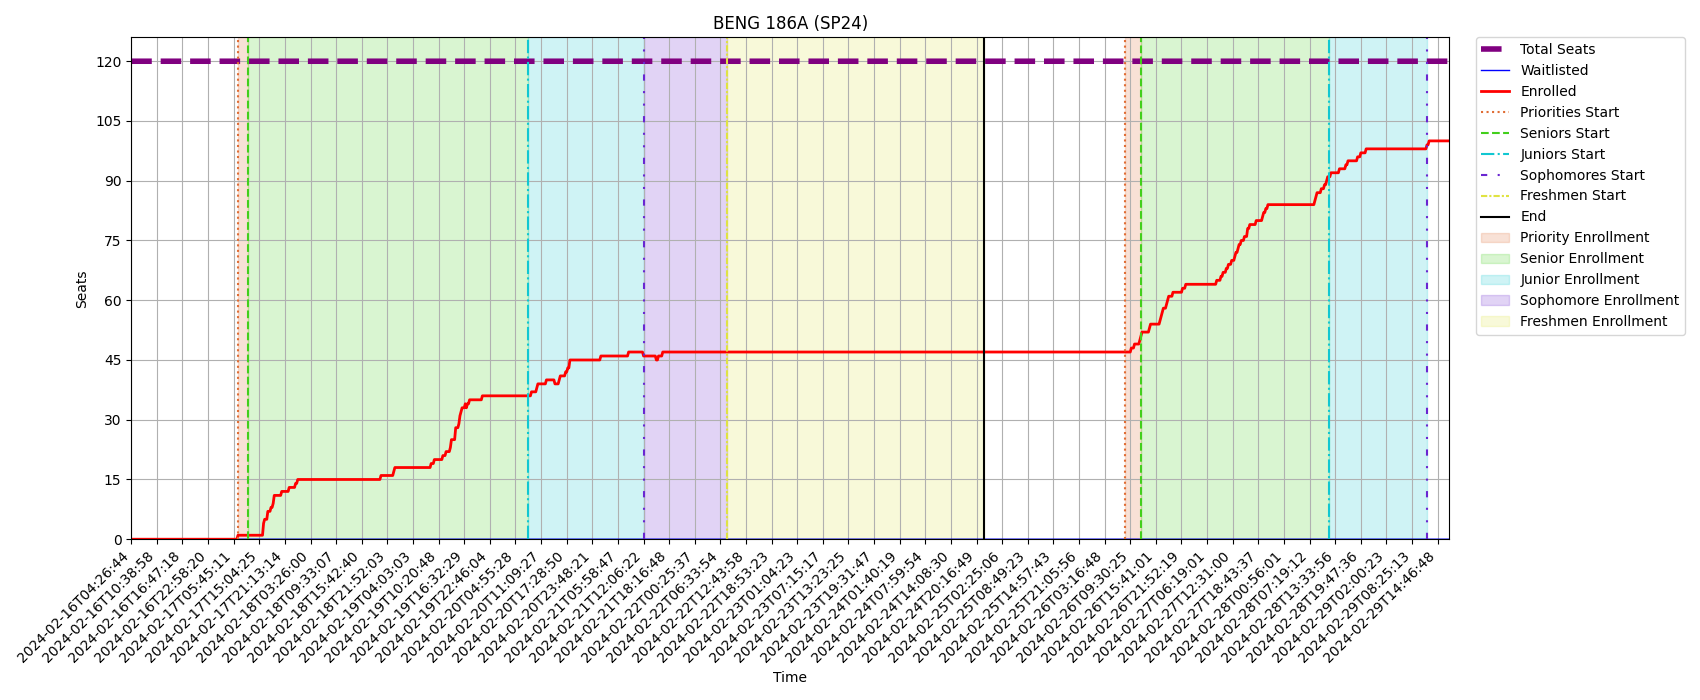 BENG 186A (SP24)
Seats
120
105
90
75
60
45
30
15
0
2024-02-16T04:26:44
2024-02-16T10:38:58
2024-02-16T16:47:18
2024-02-16T22:58:20
2024-02-17T05:45:11
2024-02-17T15:04:25
2024-02-17T21:13:14
2024-02-18T03:26:00
2024-02-18T09:33:07
2024-02-18T15:42:40
2024-02-18T21:52:03
2024-02-19T04:03:03
2024-02-19T10:20:48
2024-02-19T16:32:29
2024-02-19T22:46:04
2024-02-20T04:55:28
2024-02-20T11:09:27
2024-02-20T17:28:50
2024-02-20T23:48:21
2024-02-21T05:58:47
2024-02-21T12:06:22
2024-02-21T18:16:48
2024-02-22T00:25:37
2024-02-22T06:33:54
2024-02-22T12:43:58
2024-02-22T18:53:23
2024-02-23T01:04:23
2024-02-23T07:15:17
2024-02-23T13:23:25
2024-02-23T19:31:47
2024-02-24T01:40:19
2024-02-24T07:59:54
2024-02-24T14:08:30
2024-02-24T20:16:49
2024-02-25T02:25:06
2024-02-25T08:49:23
2024-02-25T14:57:43
2024-02-25T21:05:56
2024-02-26T03:16:48
2024-02-26T09:30:25
2024-02-26T15:41:01
2024-02-26T21:52:19
2024-02-27T06:19:01
2024-02-27T12:31:00
2024-02-27T18:43:37
2024-02-28T00:56:01
2024-02-28T07:19:12
2024-02-28T13:33:56
2024-02-28T19:47:36
2024-02-29T02:00:23
2024-02-29T08:25:13
2024-02-29T14:46:48
Time
Total Seats
Waitlisted
Enrolled
Priorities Start
Seniors Start
Juniors Start
Sophomores Start
Freshmen Start
End
Priority Enrollment
Senior Enrollment
Junior Enrollment
Sophomore Enrollment
Freshmen Enrollment